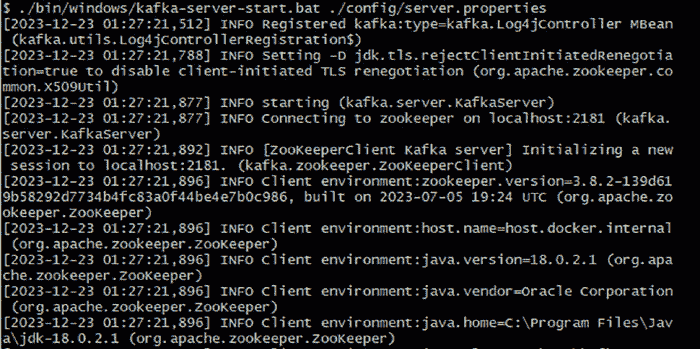 $ ./bin/windows/kafka-server-start.bat ./config/server.properties
[2023-12-23 01:27:21,512] INFO Registered kafka:type=kafka.Log4jController MBean
 (kafka.utils.Log4jControllerRegistration$)
[2023-12-23 01:27:21,788] INFO Setting -D jdk.tls.rejectClientInitiatedRenegotia
tion=true to disable client-initiated TLS renegotiation (org.apache.zookeeper.co
mmon.X509Util)
[2023-12-23 01:27:21,877] INFO starting (kafka.server.KafkaServer)
[2023-12-23 01:27:21,877] INFO Connecting to zookeeper on localhost:2181 (kafka.
server.KafkaServer)
[2023-12-23 01:27:21,892] INFO [ZooKeeperClient Kafka server] Initializing a new
 session to localhost:2181. (kafka.zookeeper.ZooKeeperClient)
[2023-12-23 01:27:21,896] INFO Client environment:zookeeper.version=3.8.2-139d61
9b58292d7734b4fc83a0f44be4e7b0c986, built on 2023-07-05 19:24 UTC (org.apache.zo
okeeper.ZooKeeper)
[2023-12-23 01:27:21,896] INFO Client environment:host.name=host.docker.internal
 (org.apache.zookeeper.ZooKeeper)
[2023-12-23 01:27:21,896] INFO Client environment:java.version=18.0.2.1 (org.apa
che.zookeeper.ZooKeeper)
[2023-12-23 01:27:21,896] INFO Client environment:java.vendor=Oracle Corporation
 (org.apache.zookeeper.ZooKeeper)
[2023-12-23 01:27:21,896] INFO Client environment:java.home=C:\Program Files\Jav
a\jdk-18.0.2.1 (org.apache.zookeeper.ZooKeeper)